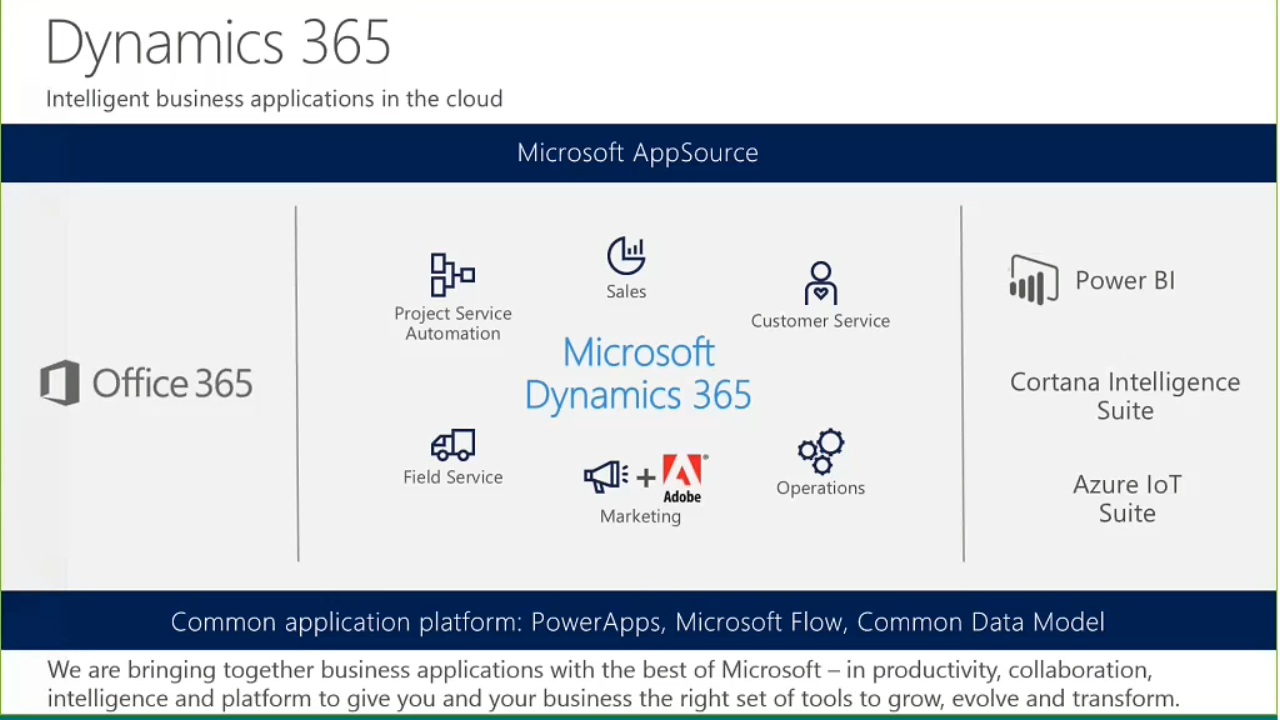 Dynamics 365
Intelligent business applications in the cloud
Microsoft AppSource
Office 365
Project Service
Automation
Sales
Customer Service
Microsoft
Dynamics 365
Field Service
+
Adobe
®
Marketing
Operations
Power BI
Cortana Intelligence
Suite
Azure IoT
Suite
Common application platform: PowerApps, Microsoft Flow, Common Data Model
We are bringing together business applications with the best of Microsoft – in productivity, collaboration,
intelligence and platform to give you and your business the right set of tools to grow, evolve and transform.